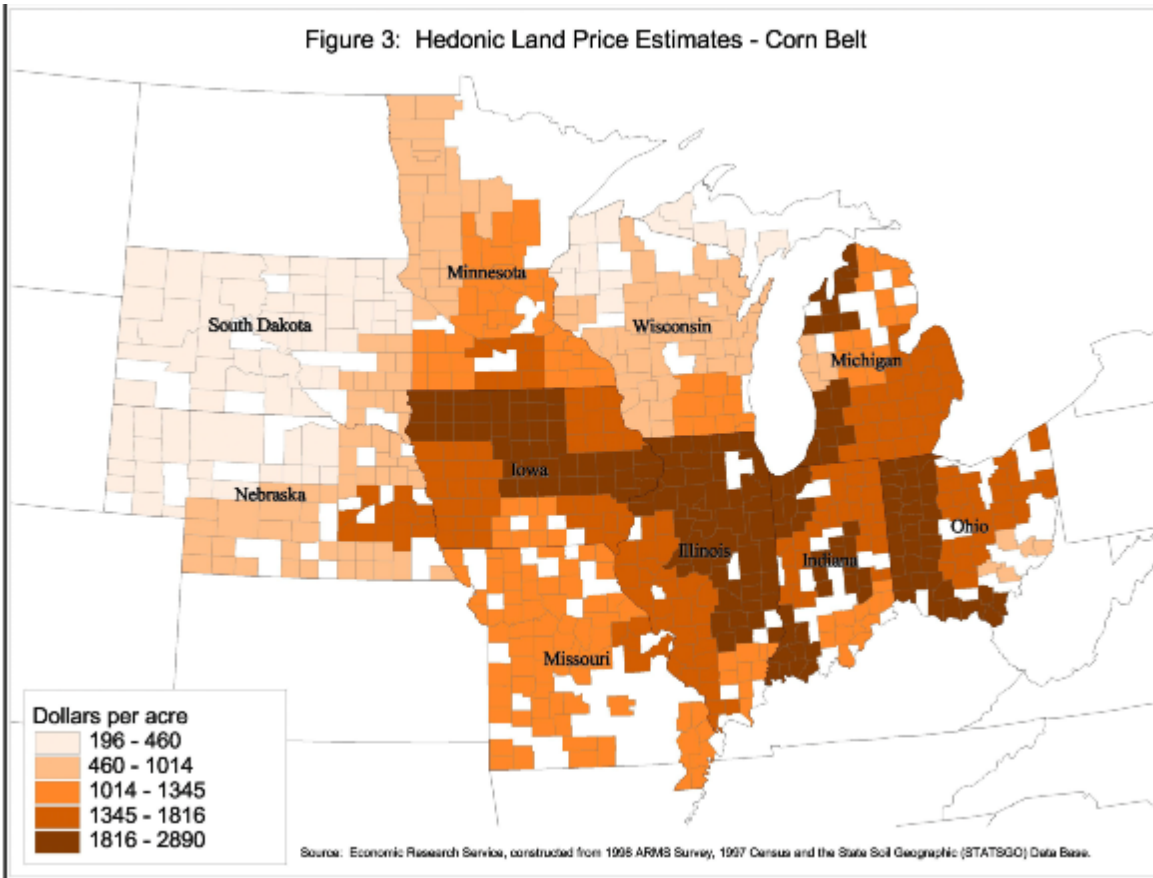 Figure 3: Hedonic Land Price Estimates - Corn Belt
Minnesota
South Dakota
Wisconsin
Michigan
Iowa
Nebraska
Ohio
Illinois
Indiana
Missouri
Dollars per acre
196 - 460
460 - 1014
1014 - 1345
1345 - 1816
1816 - 2890
Source: Economic Research Service, constructed from 1998 ARMS Survey, 1997 Census and the State Soil Geographic (STATSGO) Data Base.